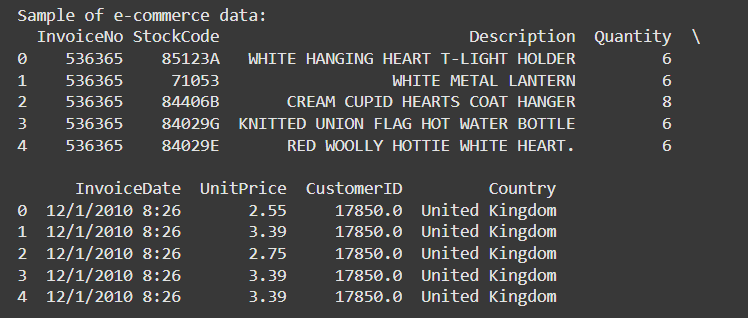 Sample of e-commerce data:
InvoiceNo StockCode Description Quantity \
0 536365 85123A WHITE HANGING HEART T-LIGHT HOLDER 6
1 536365 71053 WHITE METAL LANTERN 6
2 536365 84406B CREAM CUPID HEARTS COAT HANGER 8
3 536365 84029G KNITTED UNION FLAG HOT WATER BOTTLE 6
4 536365 84029E RED WOOLLY HOTTIE WHITE HEART. 6
InvoiceDate UnitPrice CustomerID Country
0 12/1/2010 8:26 2.55 17850.0 United Kingdom
1 12/1/2010 8:26 3.39 17850.0 United Kingdom
2 12/1/2010 8:26 2.75 17850.0 United Kingdom
3 12/1/2010 8:26 3.39 17850.0 United Kingdom
4 12/1/2010 8:26 3.39 17850.0 United Kingdom